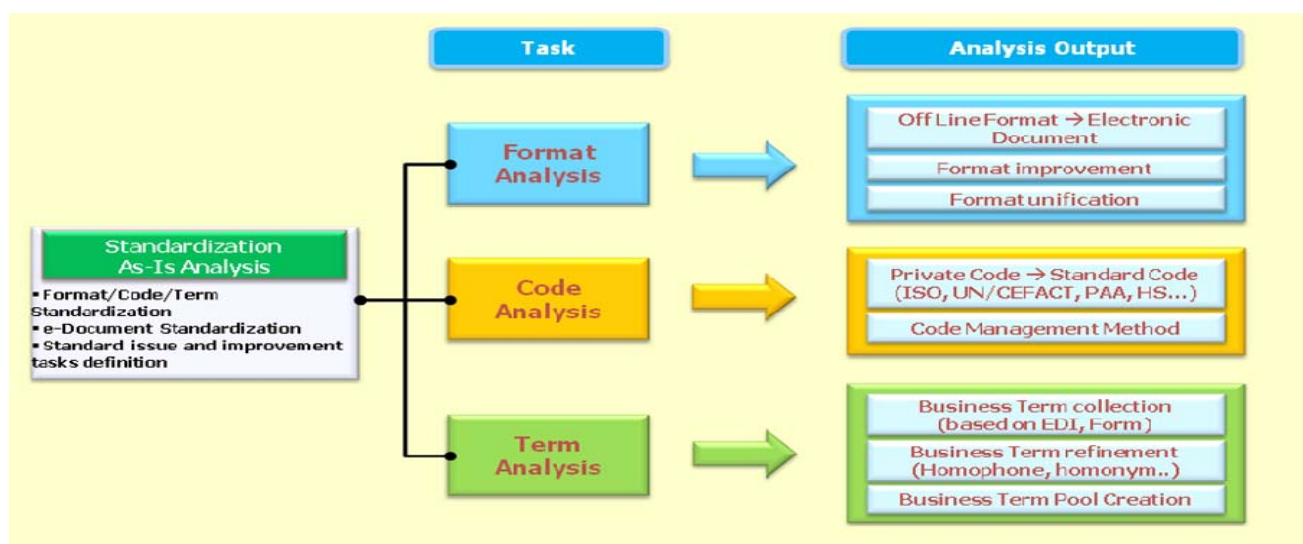 Task
Analysis Output
Standardization
As-Is Analysis
▪Format/Code/Term
Standardization
▪e-Document Standardization
▪Standard issue and improvement
tasks definition
Format
Analysis
Off Line Format → Electronic
Document
Format improvement
Format unification
Code
Analysis
Private Code → Standard Code
(ISO, UN/CEFACT, PAA, HS...)
Code Management Method
Term
Analysis
Business Term collection
(based on EDI, Form)
Business Term refinement
(Homophone, homonym..)
Business Term Pool Creation